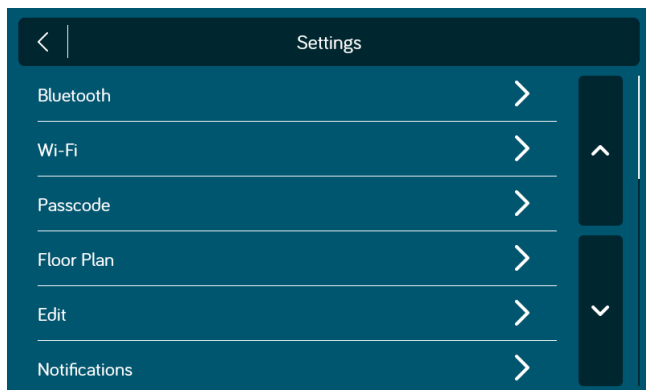 Settings
Bluetooth
Wi-Fi
Passcode
Floor Plan
Edit
Notifications